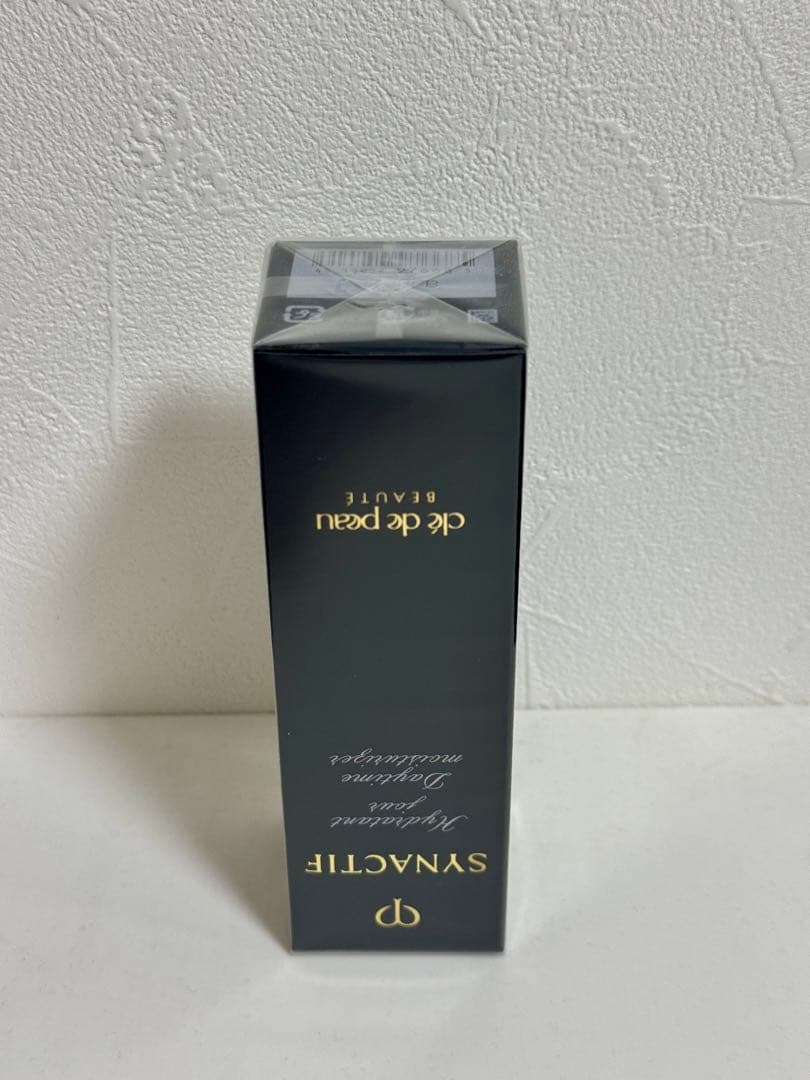 SYNACTIF
Hydratant
jour
Daytime
moisturizer
clé de peau
BEAUTÉ